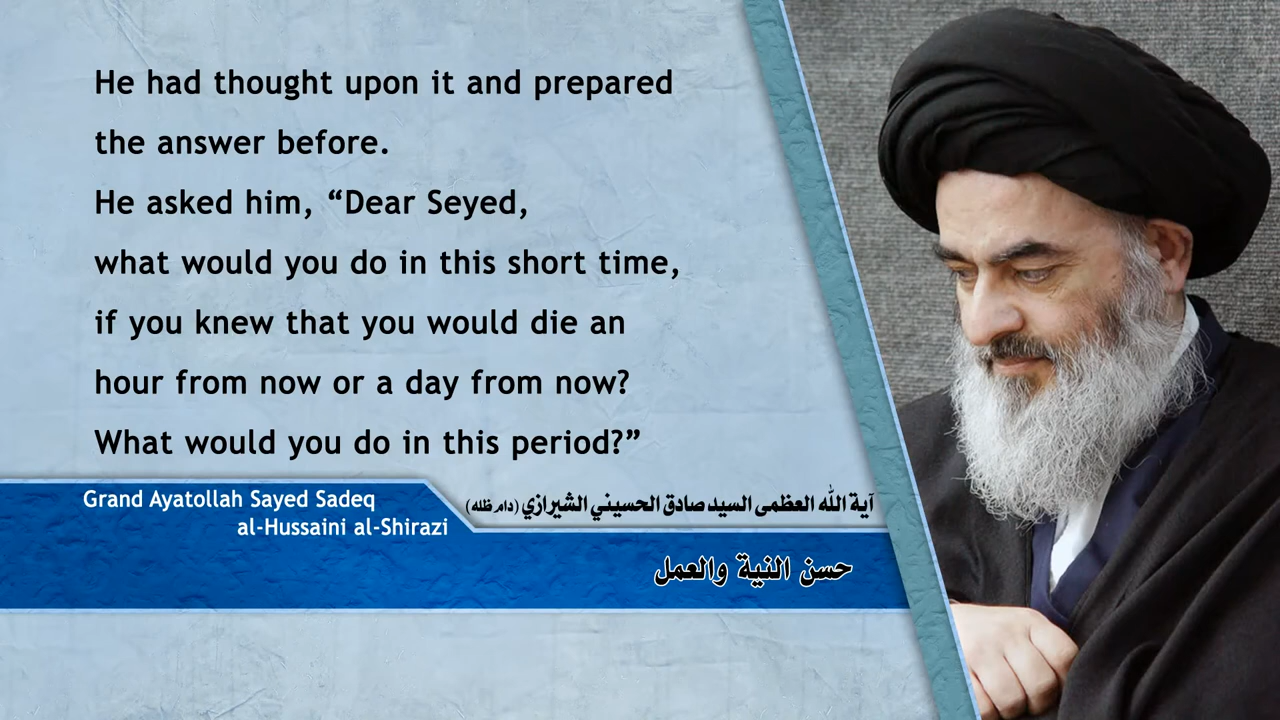 He had thought upon it and prepared
the answer before.
He asked him, “Dear Seyed,
what would you do in this short time,
if you knew that you would die an
hour from now or a day from now?
What would you do in this period?”
Grand Ayatollah Sayed Sadeq
al-Hussaini al-Shirazi
آية الله العظمى السيد صادق الحسيني الشيرازي (دام ظله)
حسن النية والعمل